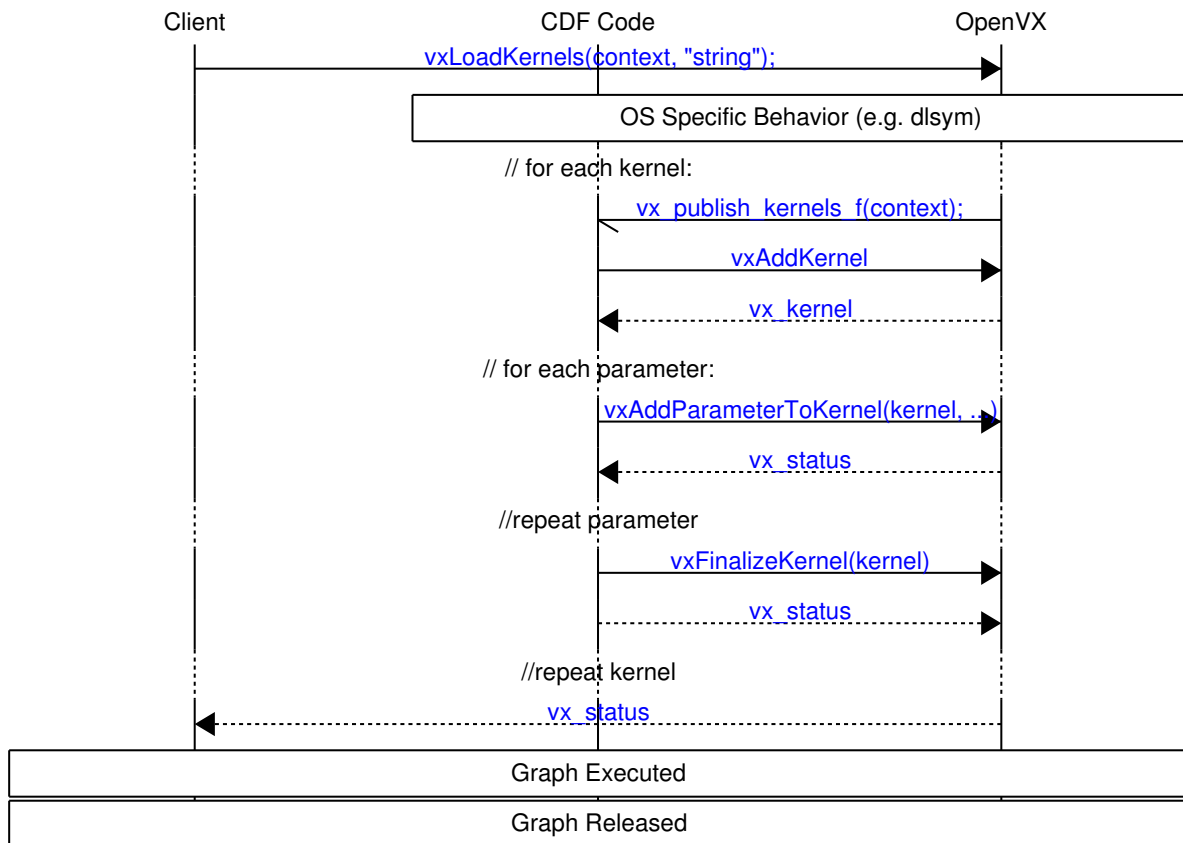 Client CDF Code OpenVX
vxLoadKernels(context, "string");
OS Specific Behavior (e.g. dlsym)
// for each kernel:
vx_publish_kernels_f(context);
vxAddKernel
vx_kernel
// for each parameter:
vxAddParameterToKernel(kernel, ...)
vx_status
//repeat parameter
vxFinalizeKernel(kernel)
vx_status
//repeat kernel
vx_status
Graph Executed
Graph Released